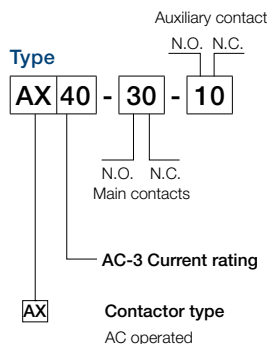 Auxiliary contact
N.O. N.C.
Type
AX 40 - 30 - 10
N.O. N.C.
Main contacts
AC-3 Current rating
AX Contactor type
AC operated